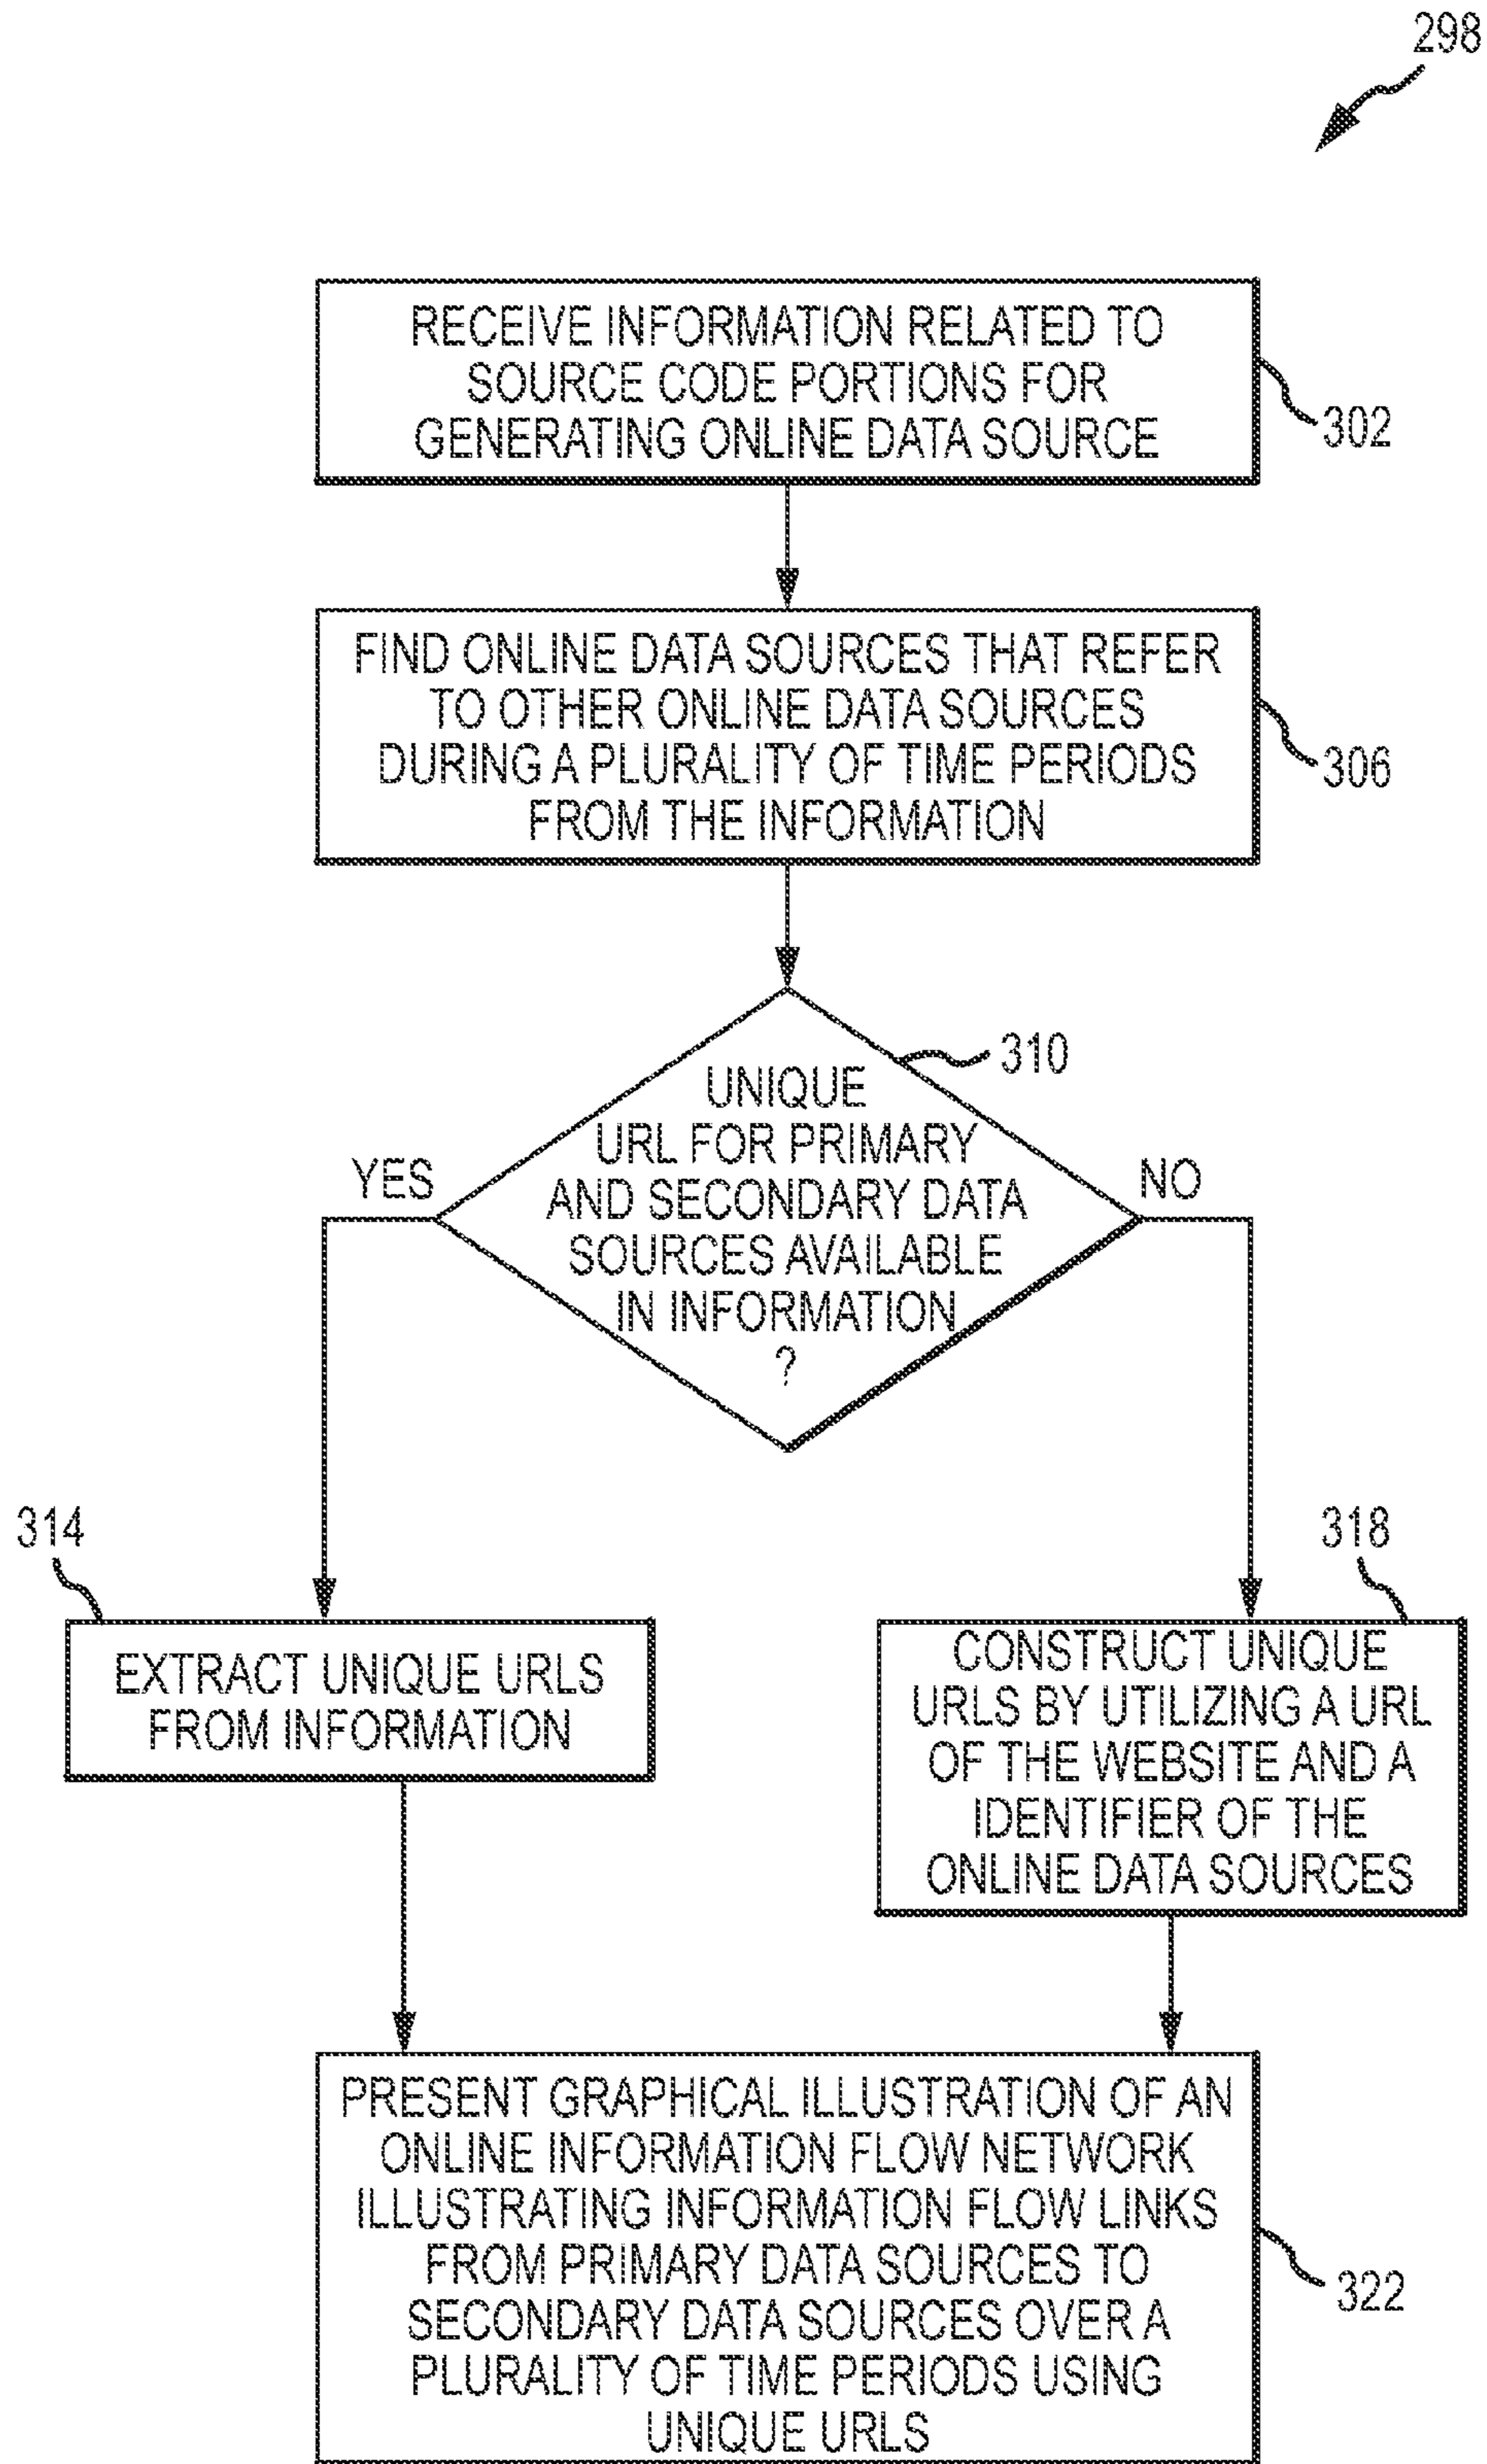 298
RECEIVE INFORMATION RELATED TO
SOURCE CODE PORTIONS FOR
GENERATING ONLINE DATA SOURCE
302
FIND ONLINE DATA SOURCES THAT REFER
TO OTHER ONLINE DATA SOURCES
DURING A PLURALITY OF TIME PERIODS
FROM THE INFORMATION
306
310
UNIQUE
URL FOR PRIMARY
AND SECONDARY DATA
SOURCES AVAILABLE
IN INFORMATION
?
YES
NO
314
EXTRACT UNIQUE URLS
FROM INFORMATION
318
CONSTRUCT UNIQUE
URLS BY UTILIZING A URL
OF THE WEBSITE AND A
IDENTIFIER OF THE
ONLINE DATA SOURCES
PRESENT GRAPHICAL ILLUSTRATION OF AN
ONLINE INFORMATION FLOW NETWORK
ILLUSTRATING INFORMATION FLOW LINKS
FROM PRIMARY DATA SOURCES TO
SECONDARY DATA SOURCES OVER A
PLURALITY OF TIME PERIODS USING
UNIQUE URLS
322